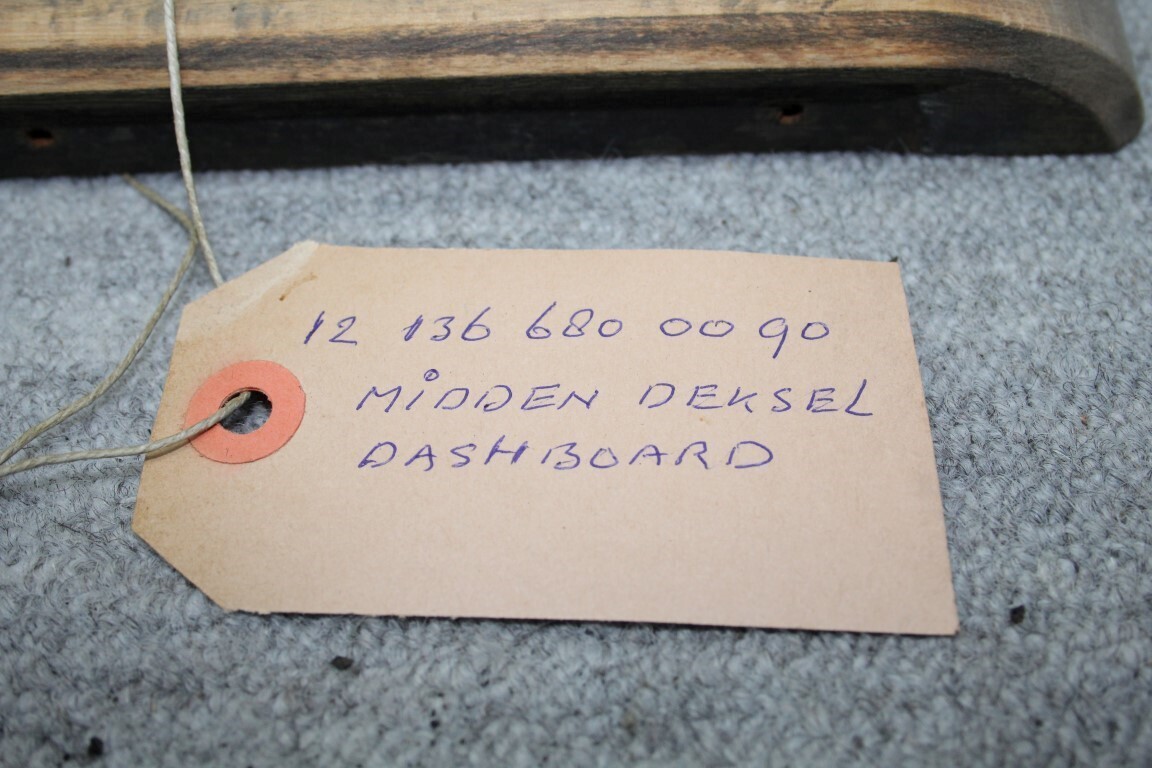 12 136 680 00 90
MiDDEN DEKSEL
DASHBOARD